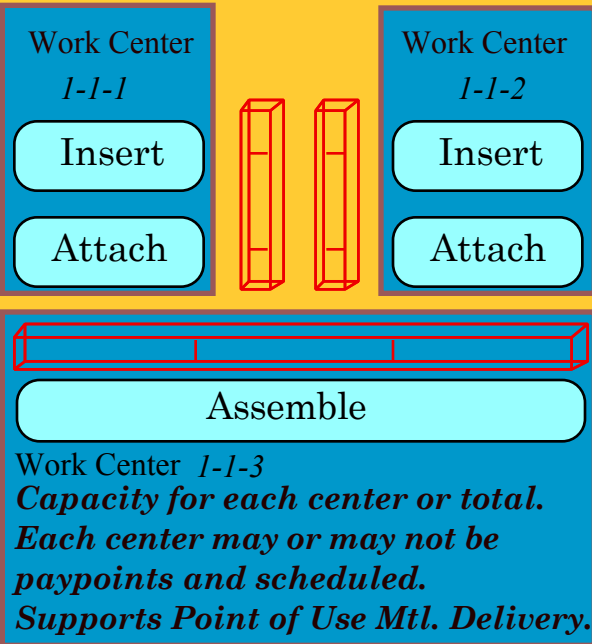 Work Center
1-1-1
Insert
Attach
Work Center
1-1-2
Insert
Attach
Assemble
Work Center 1-1-3
Capacity for each center or total.
Each center may or may not be
paypoints and scheduled.
Supports Point of Use Mtl. Delivery.